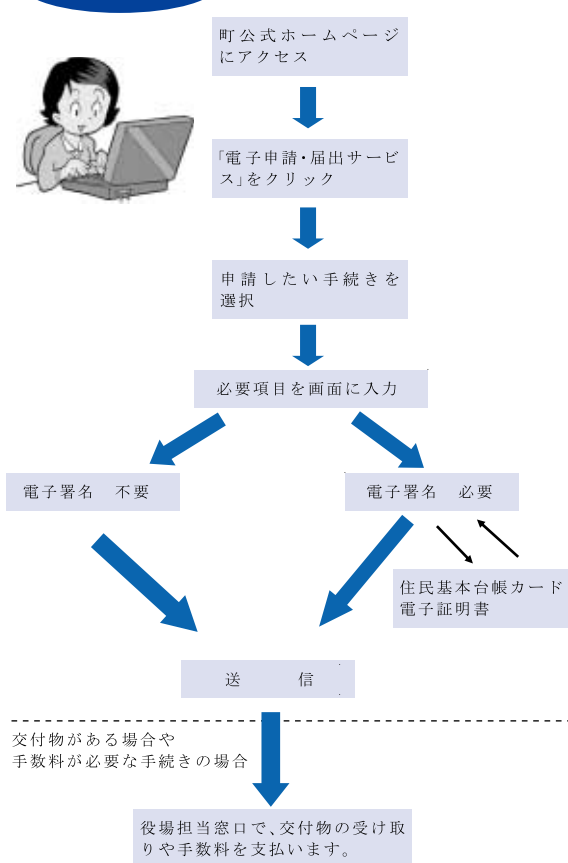 町公式ホームページ
にアクセス
「電子申請・届出サービ
ス」をクリック
申請したい手続きを
選択
必要項目を画面に入力
電子署名　不要
電子署名　必要
住民基本台帳カード
電子証明書
送　　信
交付物がある場合や
手数料が必要な手続きの場合
役場担当窓口で、交付物の受け取
りや手数料を支払います。